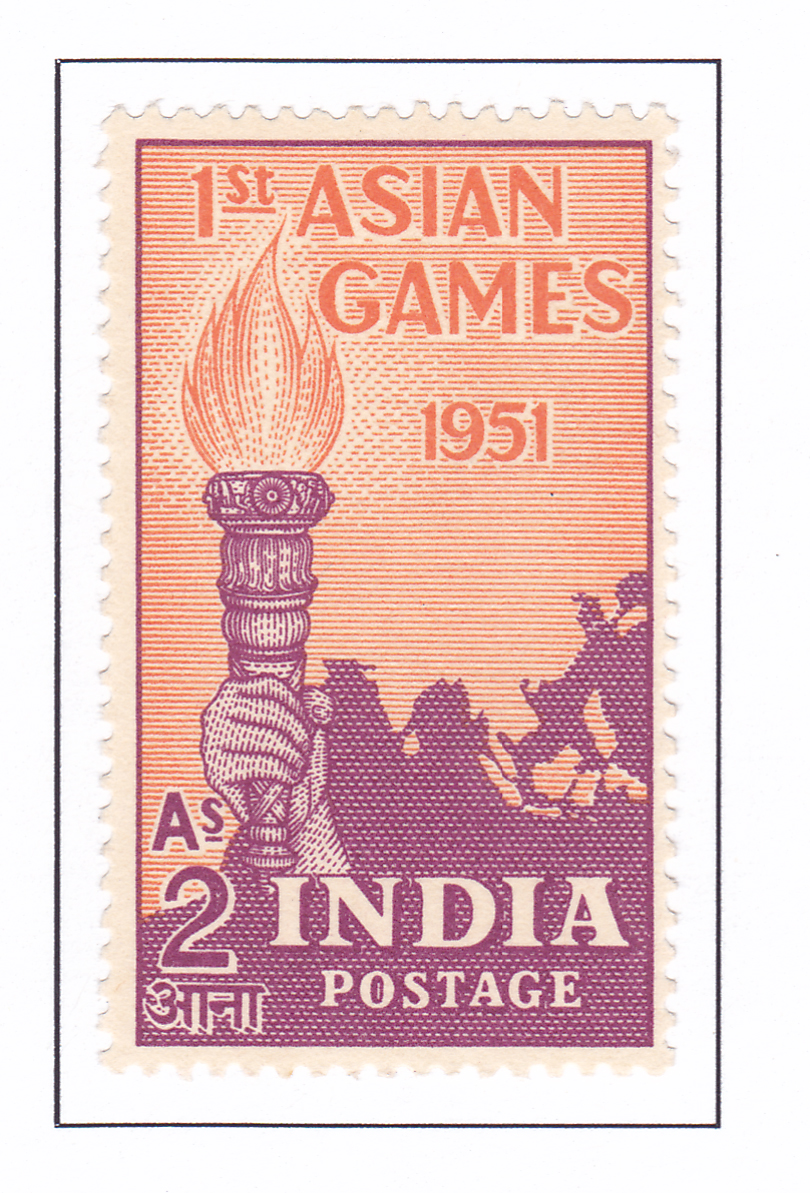 1st ASIAN
GAMES
1951
As
2
आना
INDIA
POSTAGE